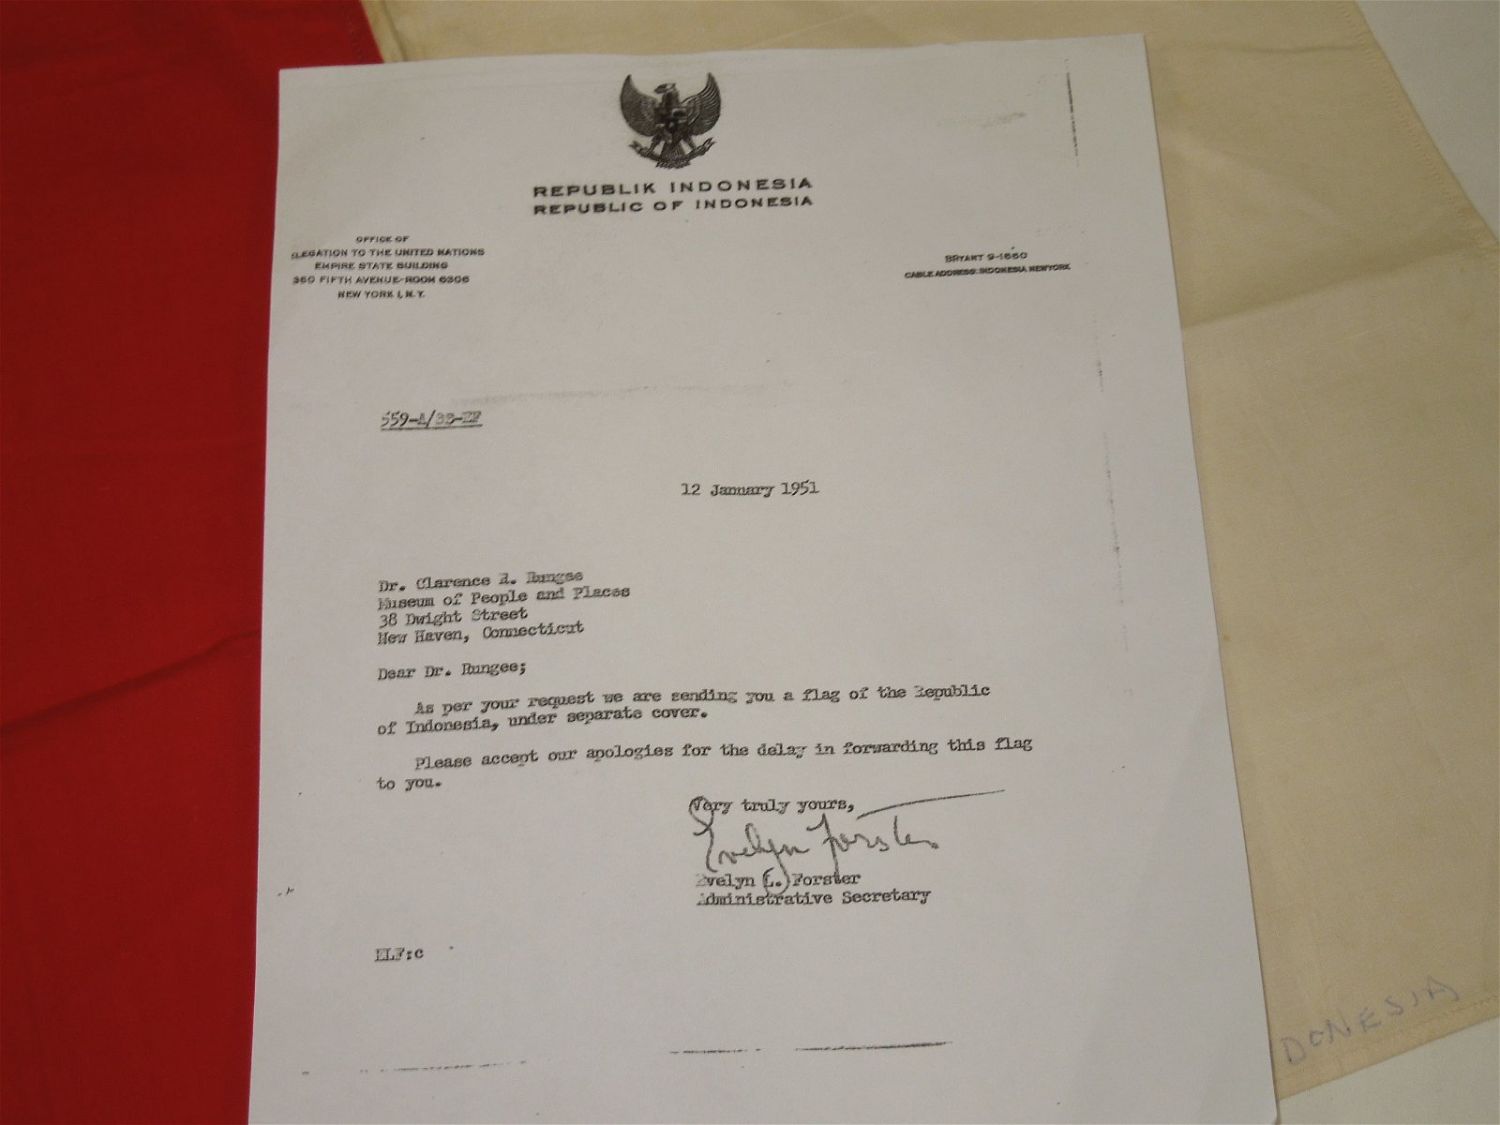 REPUBLIK INDONESIA
REPUBLIC OF INDONESIA
OFFICE OF
LEGATION TO THE UNITED NATIONS
EMPIRE STATE BUILDING
350 FIFTH AVENUE-ROOM 6306
NEW YORK 1, N.Y.
BRYANT 9-1660
CABLE ADDRESS: INDONESIA NEWYORK
12 January 1951
Dr. Clarence Rungee
Museum of People and Places
38 Dwight Street
New Haven, Connecticut
Dear Dr. Rungee;
As per your request we are sending you a flag of the Republic
of Indonesia, under separate cover.
Please accept our apologies for the delay in forwarding this flag
to you.
Very truly yours,
Evelyn Forster
Evelyn L. Forster
Administrative Secretary
ELF:c
DONESIA